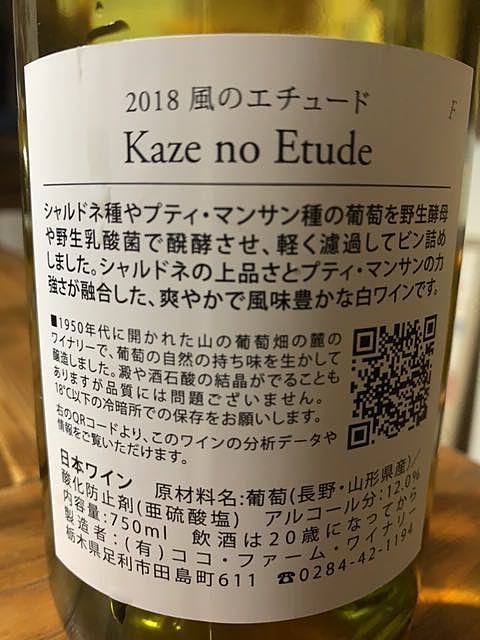 2018 風のエチュード
F
Kaze no Etude
シャルドネ種やプティ・マンサン種の葡萄を野生酵母
や野生乳酸菌で醗酵させ、軽く濾過してビン詰め
しました。シャルドネの上品さとプティ・マンサンの力
強さが融合した、爽やかで風味豊かな白ワインです。
■1950年代に開かれた山の葡萄畑の麓の
ワイナリーで、葡萄の自然の持ち味を生かして
醸造しました。澱や酒石酸の結晶がでることも
ありますが品質には問題ございません。
18℃以下の冷暗所での保存をお願いします。
右のQRコードより、このワインの分析データや
情報をご覧いただけます。
日本ワイン 原材料名:葡萄(長野・山形県産)/
酸化防止剤(亜硫酸塩) アルコール分:12.0%
内容量:750ml 飲酒は20歳になってから
製造者:(有)ココ・ファーム・ワイナリー
栃木県足利市田島町611 ☎0284-42-1194